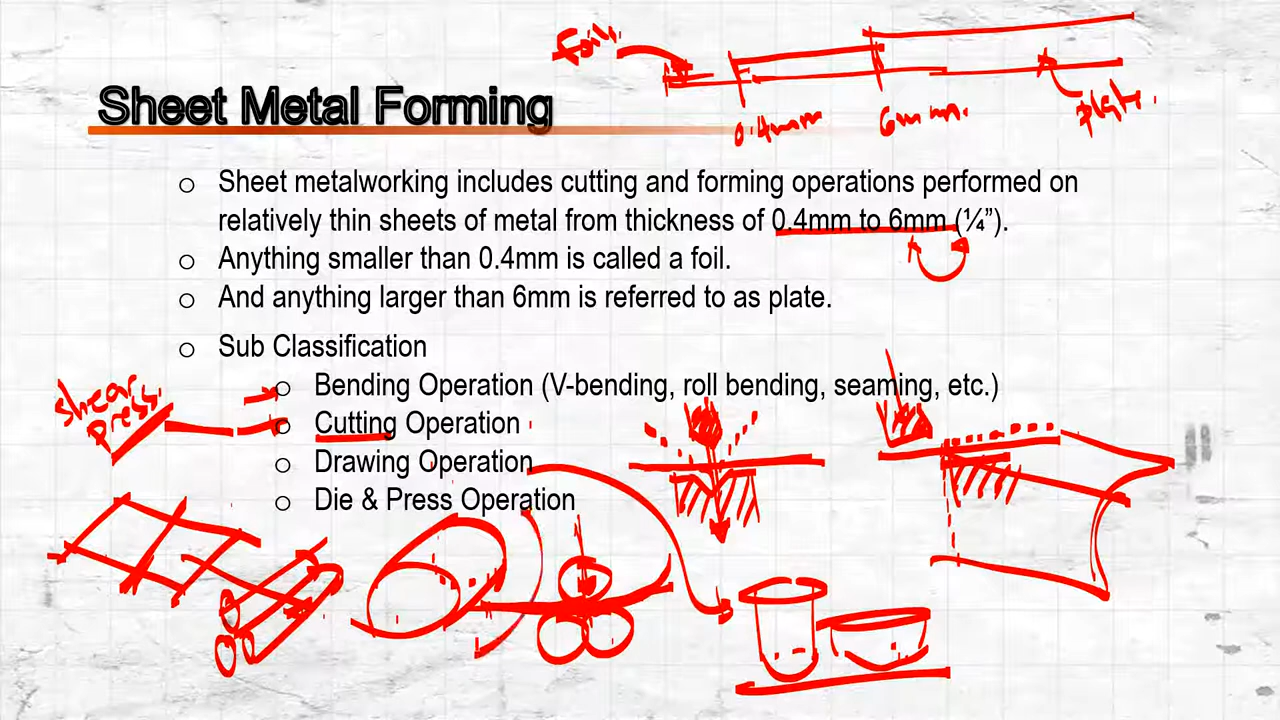 foil.
Sheet Metal Forming
0.4mm 6mm. plate.
o Sheet metalworking includes cutting and forming operations performed on
relatively thin sheets of metal from thickness of 0.4mm to 6mm (¼”).
o Anything smaller than 0.4mm is called a foil.
o And anything larger than 6mm is referred to as plate.
o Sub Classification
o Bending Operation (V-bending, roll bending, seaming, etc.)
shear
press.
o Cutting Operation
o Drawing Operation
o Die & Press Operation